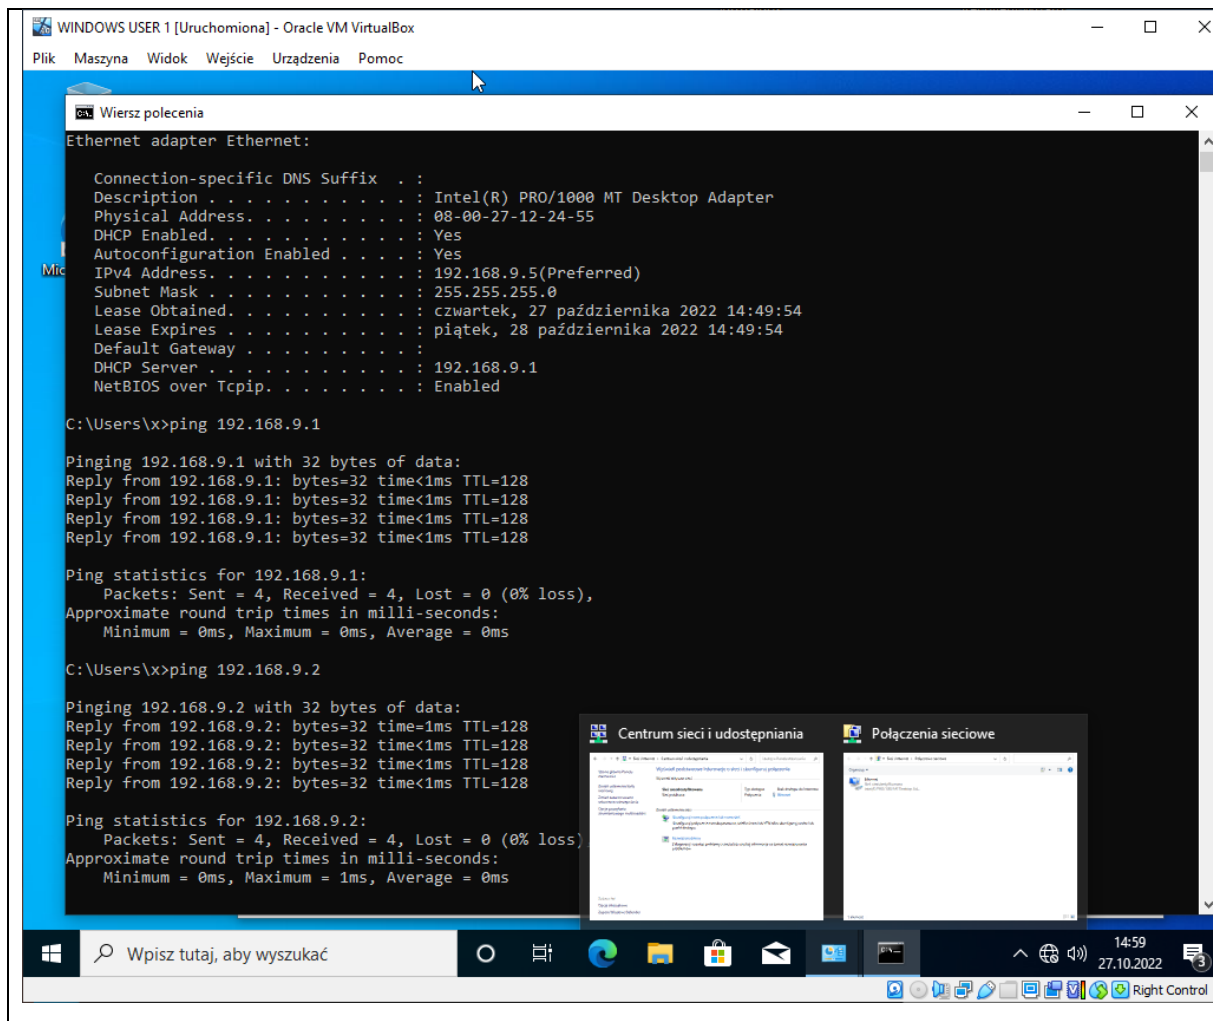 WINDOWS USER 1 [Uruchomiona] - Oracle VM VirtualBox
Plik Maszyna Widok Wejście Urządzenia Pomoc
Wiersz polecenia
Ethernet adapter Ethernet:
Connection-specific DNS Suffix . :
Description . . . . . . . . . . . : Intel(R) PRO/1000 MT Desktop Adapter
Physical Address. . . . . . . . . : 08-00-27-12-24-55
DHCP Enabled. . . . . . . . . . . : Yes
Autoconfiguration Enabled . . . . : Yes
IPv4 Address. . . . . . . . . . . : 192.168.9.5(Preferred)
Subnet Mask . . . . . . . . . . . : 255.255.255.0
Lease Obtained. . . . . . . . . . : czwartek, 27 października 2022 14:49:54
Lease Expires . . . . . . . . . . : piątek, 28 października 2022 14:49:54
Default Gateway . . . . . . . . . :
DHCP Server . . . . . . . . . . . : 192.168.9.1
NetBIOS over Tcpip. . . . . . . . : Enabled
C:\Users\x>ping 192.168.9.1
Pinging 192.168.9.1 with 32 bytes of data:
Reply from 192.168.9.1: bytes=32 time<1ms TTL=128
Reply from 192.168.9.1: bytes=32 time<1ms TTL=128
Reply from 192.168.9.1: bytes=32 time<1ms TTL=128
Reply from 192.168.9.1: bytes=32 time<1ms TTL=128
Ping statistics for 192.168.9.1:
Packets: Sent = 4, Received = 4, Lost = 0 (0% loss),
Approximate round trip times in milli-seconds:
Minimum = 0ms, Maximum = 0ms, Average = 0ms
C:\Users\x>ping 192.168.9.2
Pinging 192.168.9.2 with 32 bytes of data:
Reply from 192.168.9.2: bytes=32 time=1ms TTL=128
Reply from 192.168.9.2: bytes=32 time<1ms TTL=128
Reply from 192.168.9.2: bytes=32 time<1ms TTL=128
Reply from 192.168.9.2: bytes=32 time<1ms TTL=128
Ping statistics for 192.168.9.2:
Packets: Sent = 4, Received = 4, Lost = 0 (0% loss)
Approximate round trip times in milli-seconds:
Minimum = 0ms, Maximum = 1ms, Average = 0ms
Mic
Centrum sieci i udostępniania
Połączenia sieciowe
Wpisz tutaj, aby wyszukać
14:59
27.10.2022
3
Right Control